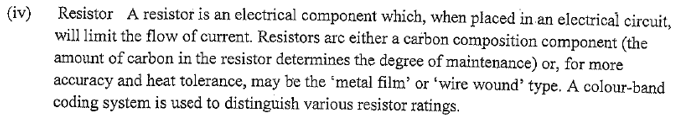 (iv) Resistor A resistor is an electrical component which, when placed in an electrical circuit,
will limit the flow of current. Resistors are either a carbon composition component (the
amount of carbon in the resistor determines the degree of maintenance) or, for more
accuracy and heat tolerance, may be the ‘metal film’ or ‘wire wound’ type. A colour-band
coding system is used to distinguish various resistor ratings.